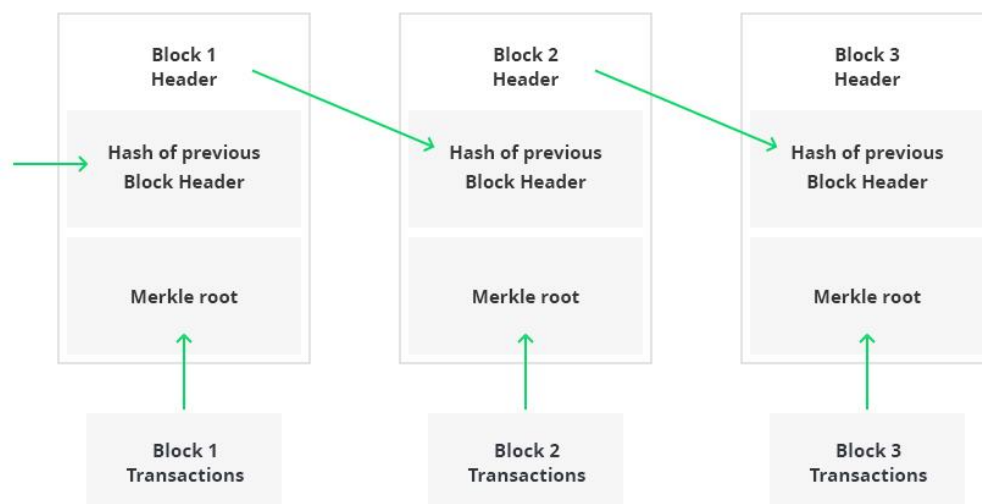 Block 1
Header
Hash of previous
Block Header
Merkle root
Block 1
Transactions
Block 2
Header
Hash of previous
Block Header
Merkle root
Block 2
Transactions
Block 3
Header
Hash of previous
Block Header
Merkle root
Block 3
Transactions